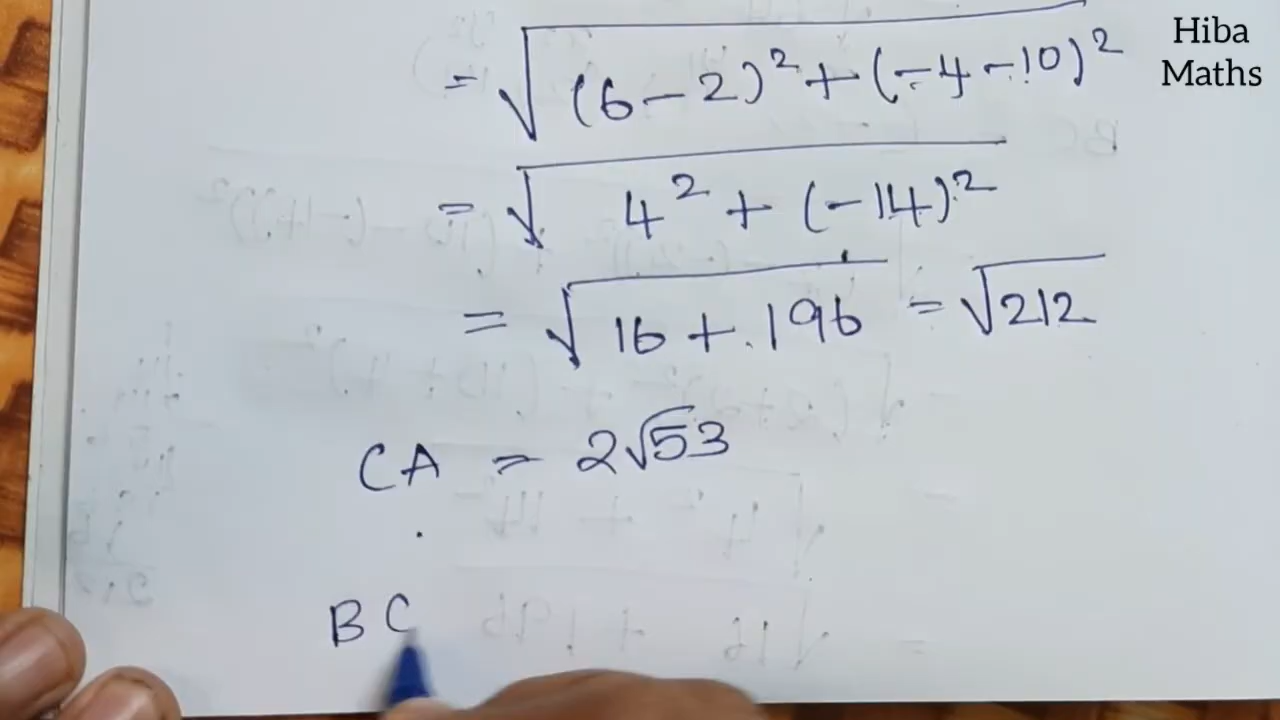 Hiba
Maths
= √(6-2)² + (-4-10)²
= √4² + (-14)²
= √16 + 196 = √212
CA = 2√53
BC